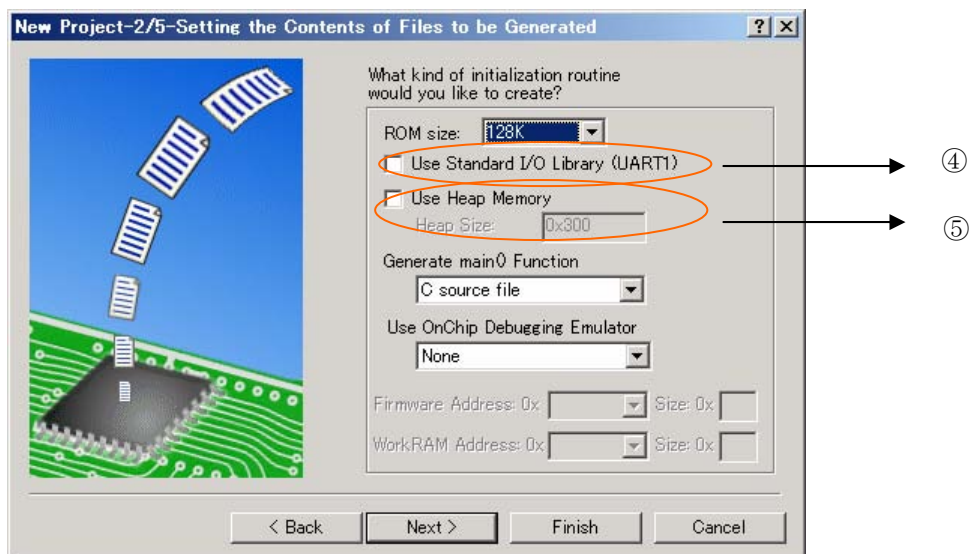 New Project-2/5-Setting the Contents of Files to be Generated
What kind of initialization routine
would you like to create?
ROM size: 128K
Use Standard I/O Library (UART1)
④
Use Heap Memory
Heap Size: 0x300
⑤
Generate main() Function
C source file
Use OnChip Debugging Emulator
None
Firmware Address: 0x Size: 0x
WorkRAM Address: 0x Size: 0x
< Back Next > Finish Cancel